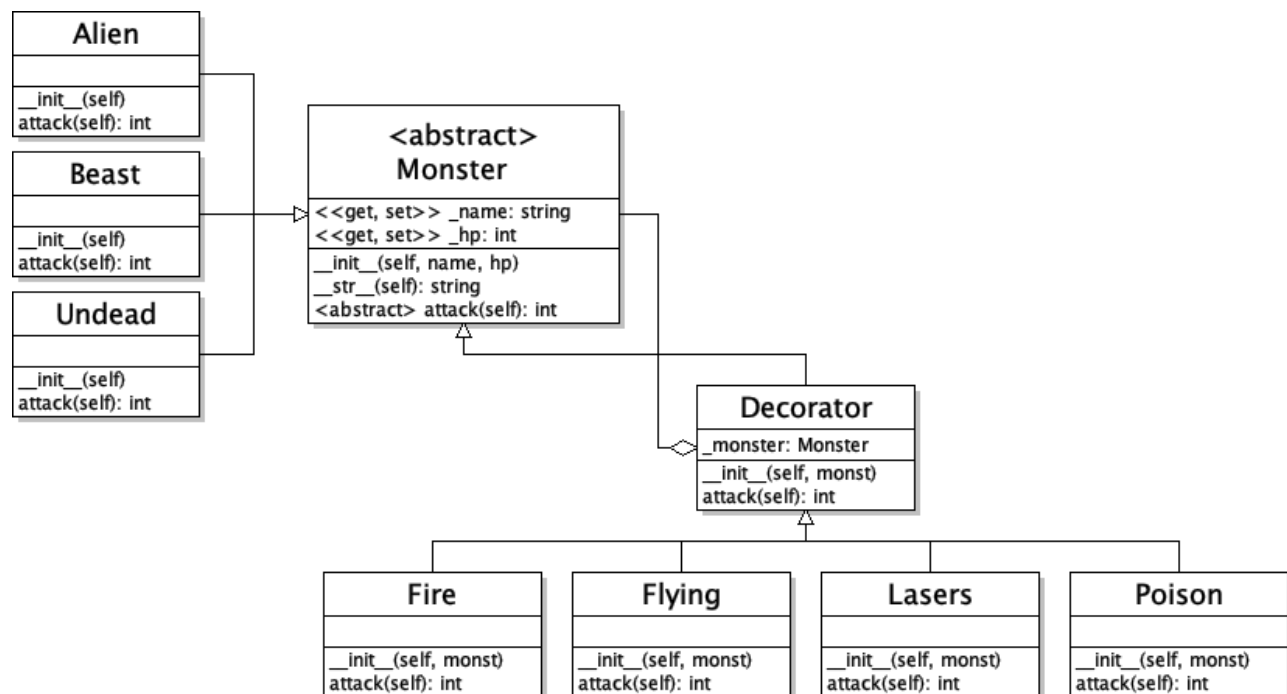 Alien
__init__(self)
attack(self): int
Beast
__init__(self)
attack(self): int
Undead
__init__(self)
attack(self): int
<abstract>
Monster
<<get, set>> _name: string
<<get, set>> _hp: int
__init__(self, name, hp)
__str__(self): string
<abstract> attack(self): int
Decorator
_monster: Monster
__init__(self, monst)
attack(self): int
Fire
__init__(self, monst)
attack(self): int
Flying
__init__(self, monst)
attack(self): int
Lasers
__init__(self, monst)
attack(self): int
Poison
__init__(self, monst)
attack(self): int